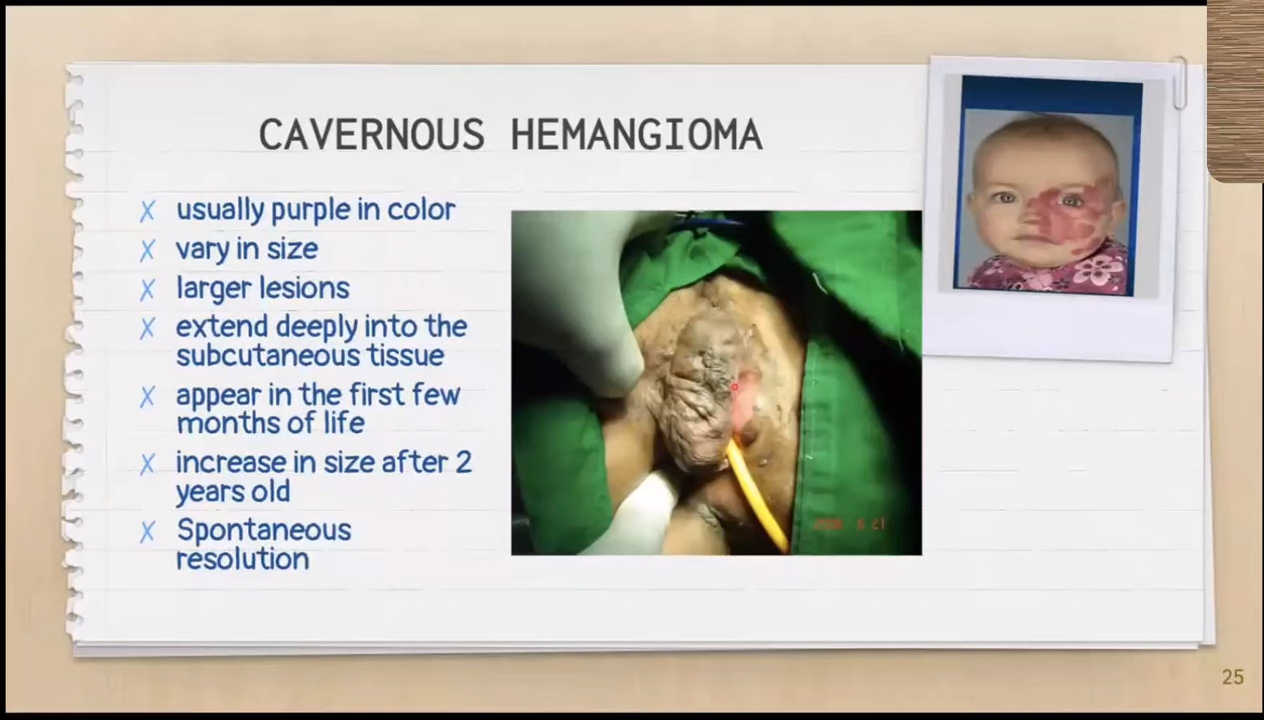 CAVERNOUS HEMANGIOMA
usually purple in color
vary in size
larger lesions
extend deeply into the
subcutaneous tissue
appear in the first few
months of life
increase in size after 2
years old
Spontaneous
resolution
25